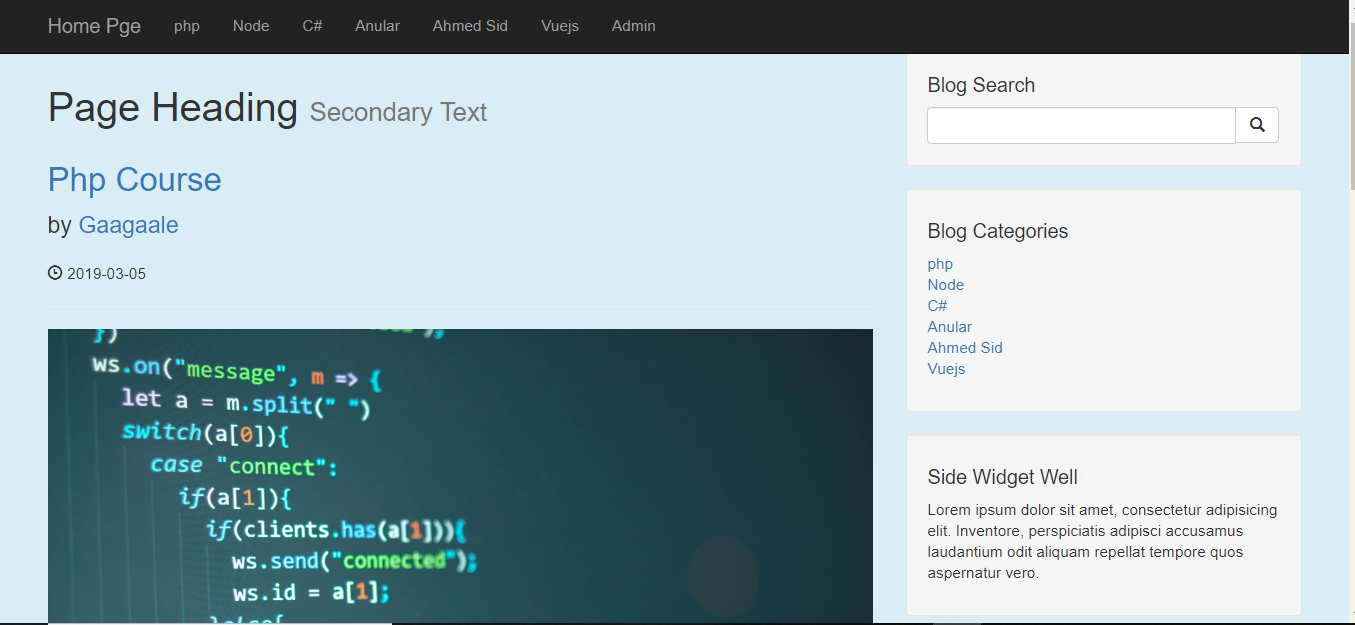 Home Pge php Node C# Anular Ahmed Sid Vuejs Admin
Page Heading Secondary Text
Php Course
by Gaagaale
2019-03-05
})
ws.on("message", m => {
let a = m.split(" ")
switch(a[0]){
case "connect":
if(a[1]){
if(clients.has(a[1])){
ws.send("connected");
ws.id = a[1];
Blog Search
Blog Categories
php
Node
C#
Anular
Ahmed Sid
Vuejs
Side Widget Well
Lorem ipsum dolor sit amet, consectetur adipisicing
elit. Inventore, perspiciatis adipisci accusamus
laudantium odit aliquam repellat tempore quos
aspernatur vero.